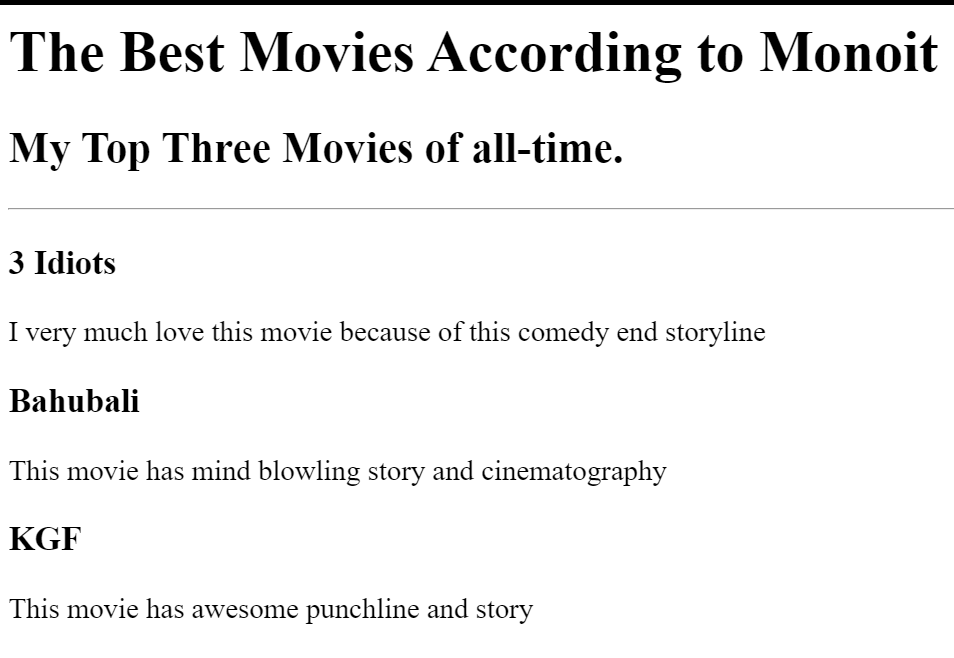 The Best Movies According to Monoit
My Top Three Movies of all-time.
3 Idiots
I very much love this movie because of this comedy end storyline
Bahubali
This movie has mind blowling story and cinematography
KGF
This movie has awesome punchline and story